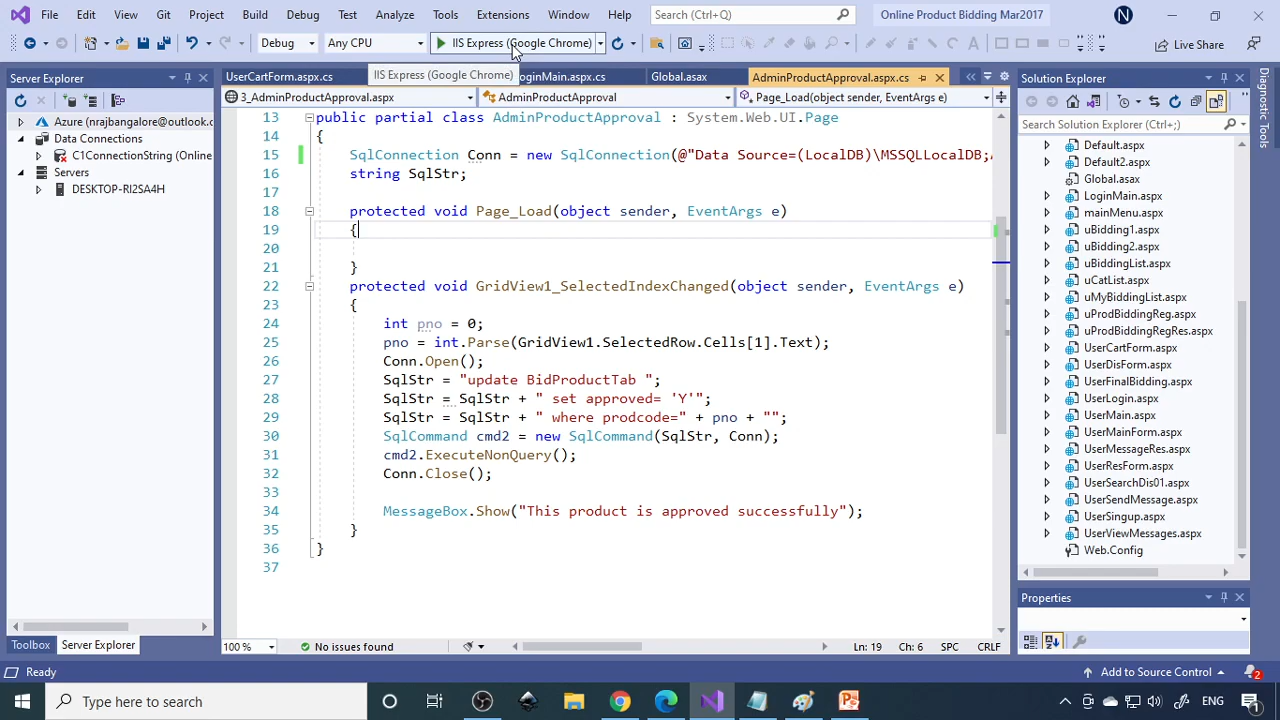 File Edit View Git Project Build Debug Test Analyze Tools Extensions Window Help Search (Ctrl+Q) Online Product Bidding Mar2017 N
Debug Any CPU IIS Express (Google Chrome) Live Share
Server Explorer
UserCartForm.aspx.cs IIS Express (Google Chrome) oginMain.aspx.cs Global.asax AdminProductApproval.aspx.cs
3_AdminProductApproval.aspx AdminProductApproval Page_Load(object sender, EventArgs e)
Azure (nrajbangalore@outlook.c
Data Connections
C1ConnectionString (Online
Servers
DESKTOP-RI2SA4H
Toolbox Server Explorer
13 public partial class AdminProductApproval : System.Web.UI.Page
14 {
15 SqlConnection Conn = new SqlConnection(@"Data Source=(LocalDB)\MSSQLLocalDB;A
16 string SqlStr;
17
18 protected void Page_Load(object sender, EventArgs e)
19 {
20
21 }
22 protected void GridView1_SelectedIndexChanged(object sender, EventArgs e)
23 {
24 int pno = 0;
25 pno = int.Parse(GridView1.SelectedRow.Cells[1].Text);
26 Conn.Open();
27 SqlStr = "update BidProductTab ";
28 SqlStr = SqlStr + " set approved= 'Y'";
29 SqlStr = SqlStr + " where prodcode=" + pno + "";
30 SqlCommand cmd2 = new SqlCommand(SqlStr, Conn);
31 cmd2.ExecuteNonQuery();
32 Conn.Close();
33
34 MessageBox.Show("This product is approved successfully");
35 }
36 }
37
100 % No issues found Ln: 19 Ch: 6 SPC CRLF
Solution Explorer
Search Solution Explorer (Ctrl+;)
Default.aspx
Default2.aspx
Global.asax
LoginMain.aspx
mainMenu.aspx
uBidding1.aspx
uBidding2.aspx
uBiddingList.aspx
uCatList.aspx
uMyBiddingList.aspx
uProdBiddingReg.aspx
uProdBiddingRegRes.aspx
UserCartForm.aspx
UserDisForm.aspx
UserFinalBidding.aspx
UserLogin.aspx
UserMain.aspx
UserMainForm.aspx
UserMessageRes.aspx
UserResForm.aspx
UserSearchDis01.aspx
UserSendMessage.aspx
UserSingup.aspx
UserViewMessages.aspx
Web.Config
Properties
Diagnostic Tools
Ready Add to Source Control 2
Type here to search ENG 1